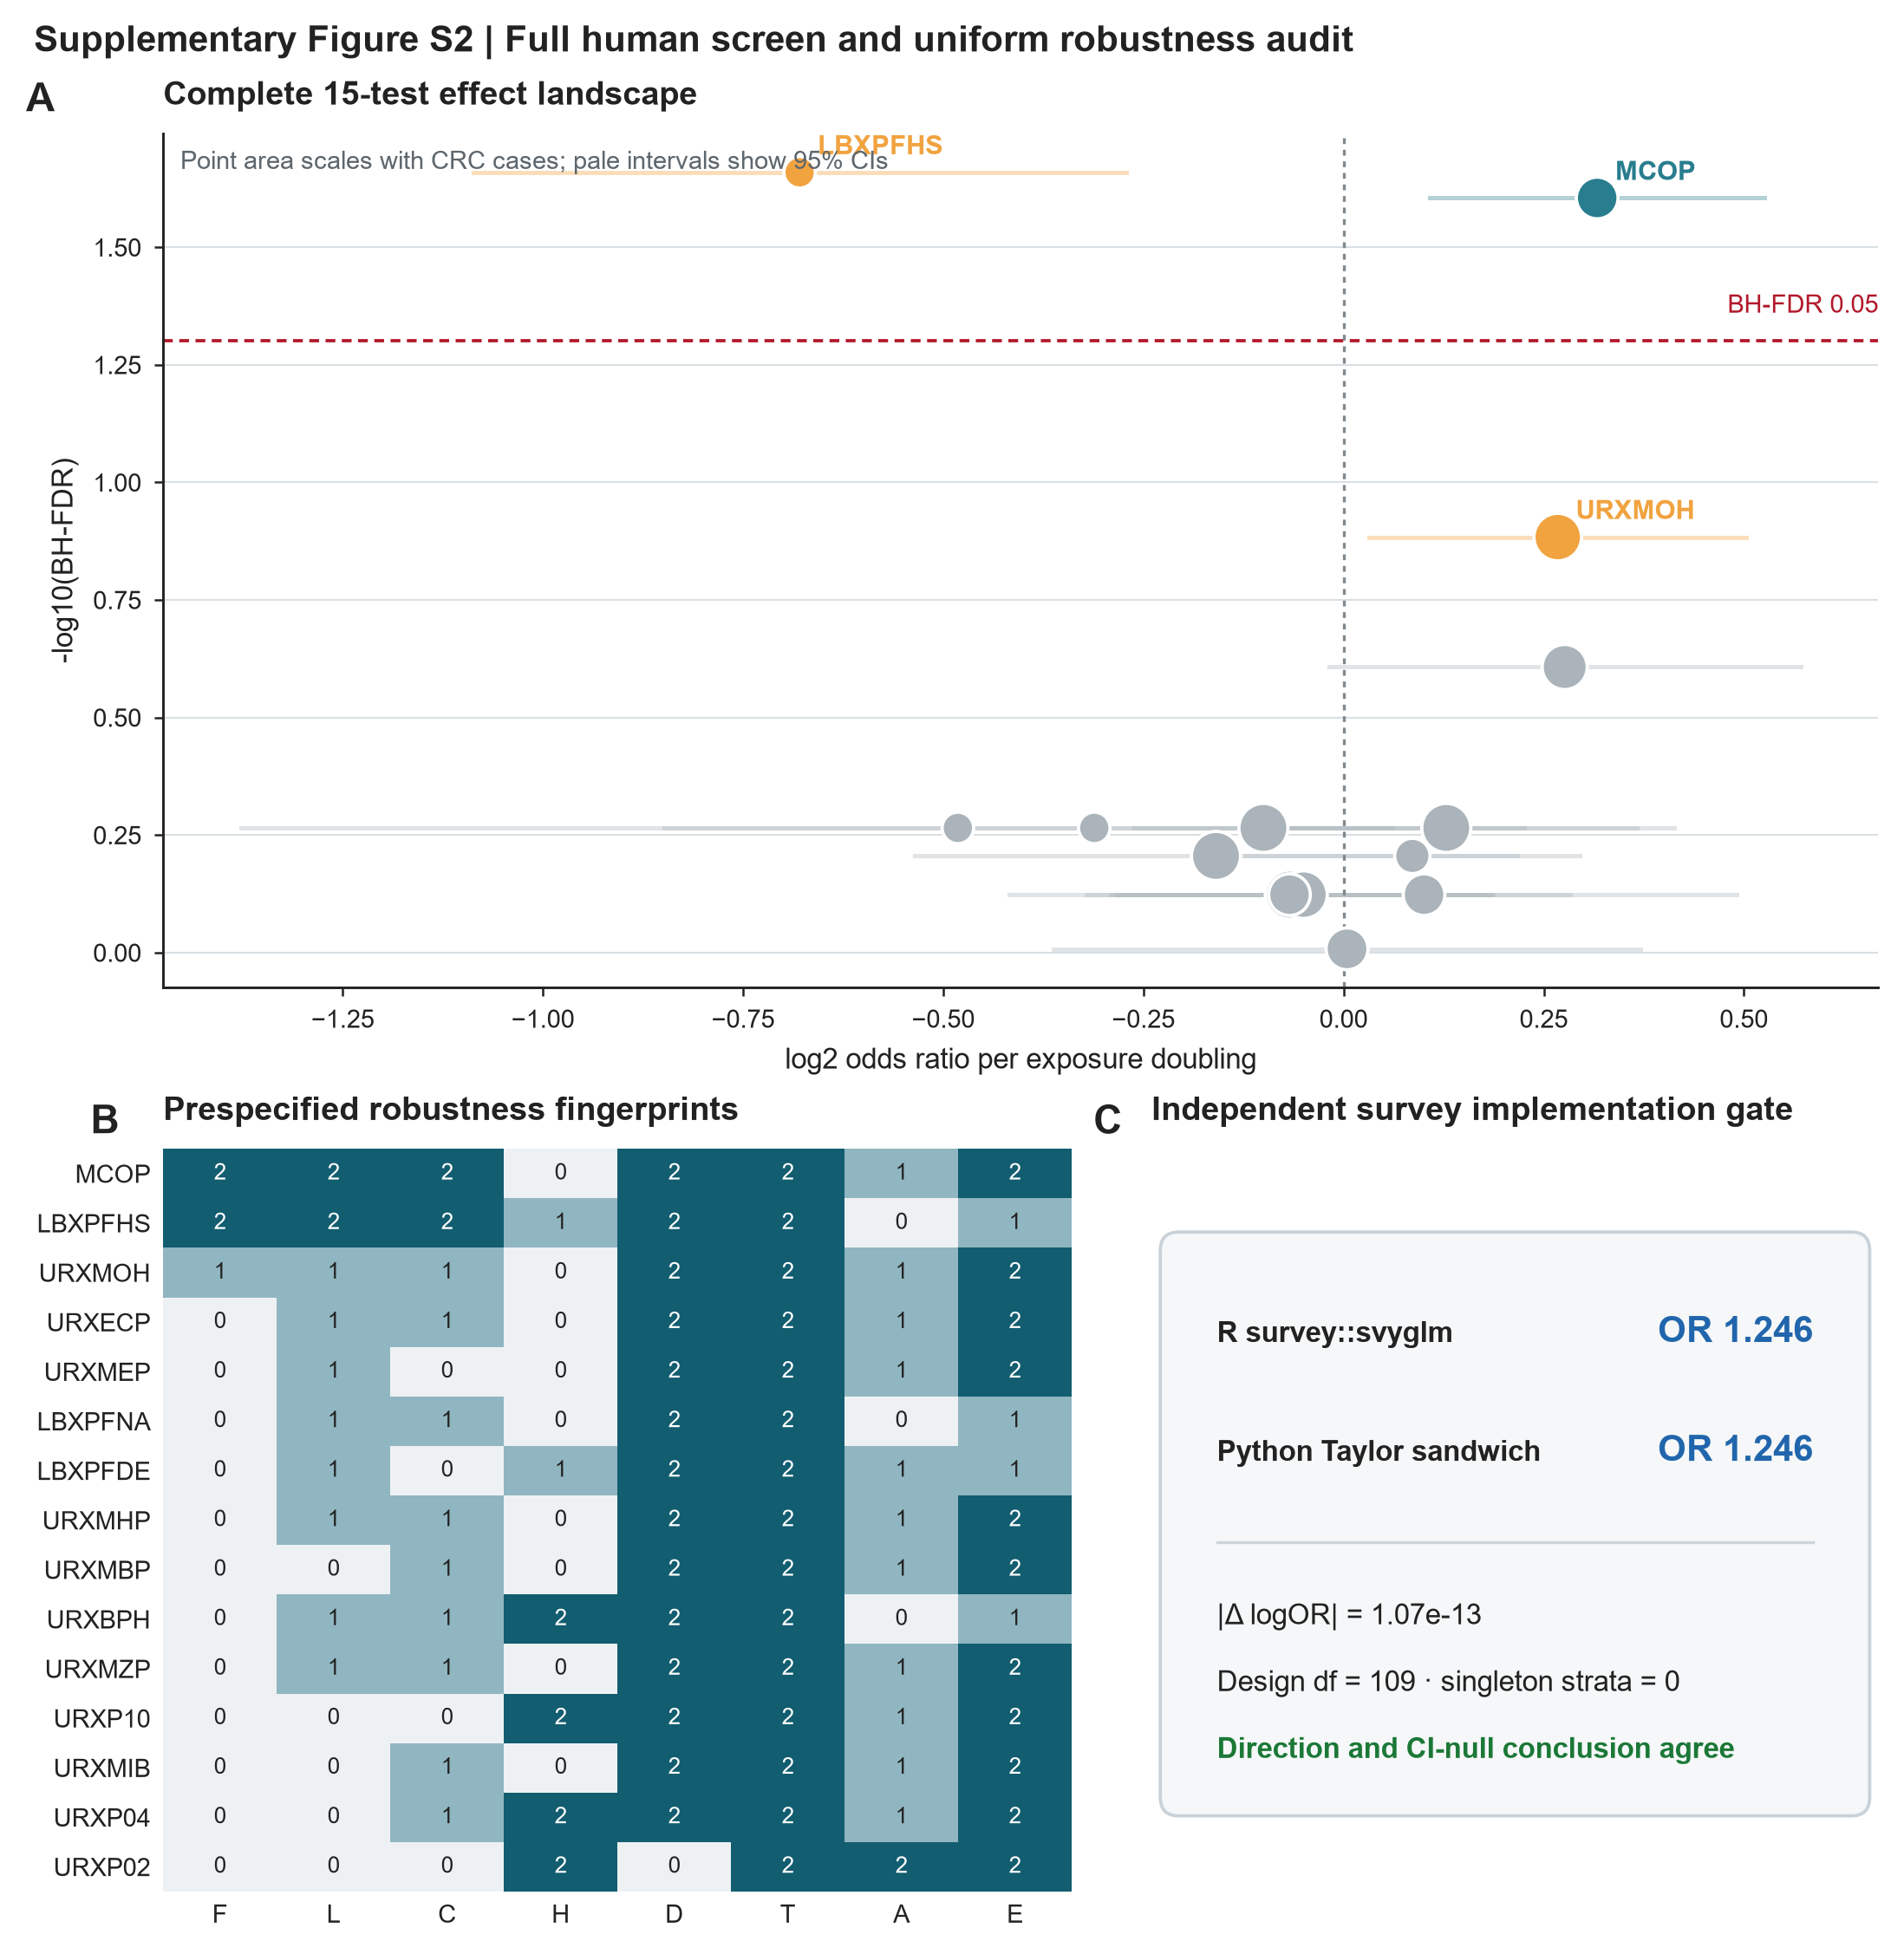 Supplementary Figure S2 | Full human screen and uniform robustness audit
A
Complete 15-test effect landscape
LBXPFHS
Point area scales with CRC cases; pale intervals show 95% CIs
MCOP
1.50
BH-FDR 0.05
1.25
1.00
URXMOH
0.75
-log10(BH-FDR)
0.50
0.25
0.00
−1.25 −1.00 −0.75 −0.50 −0.25 0.00 0.25 0.50
log2 odds ratio per exposure doubling
B
Prespecified robustness fingerprints
MCOP 2 2 2 0 2 2 1 2
LBXPFHS 2 2 2 1 2 2 0 1
URXMOH 1 1 1 0 2 2 1 2
URXECP 0 1 1 0 2 2 1 2
URXMEP 0 1 0 0 2 2 1 2
LBXPFNA 0 1 1 0 2 2 0 1
LBXPFDE 0 1 0 1 2 2 1 1
URXMHP 0 1 1 0 2 2 1 2
URXMBP 0 0 1 0 2 2 1 2
URXBPH 0 1 1 2 2 2 0 1
URXMZP 0 1 1 0 2 2 1 2
URXP10 0 0 0 2 2 2 1 2
URXMIB 0 0 1 0 2 2 1 2
URXP04 0 0 1 2 2 2 1 2
URXP02 0 0 0 2 0 2 2 2
F L C H D T A E
C
Independent survey implementation gate
R survey::svyglm OR 1.246
Python Taylor sandwich OR 1.246
|Δ logOR| = 1.07e-13
Design df = 109 · singleton strata = 0
Direction and CI-null conclusion agree